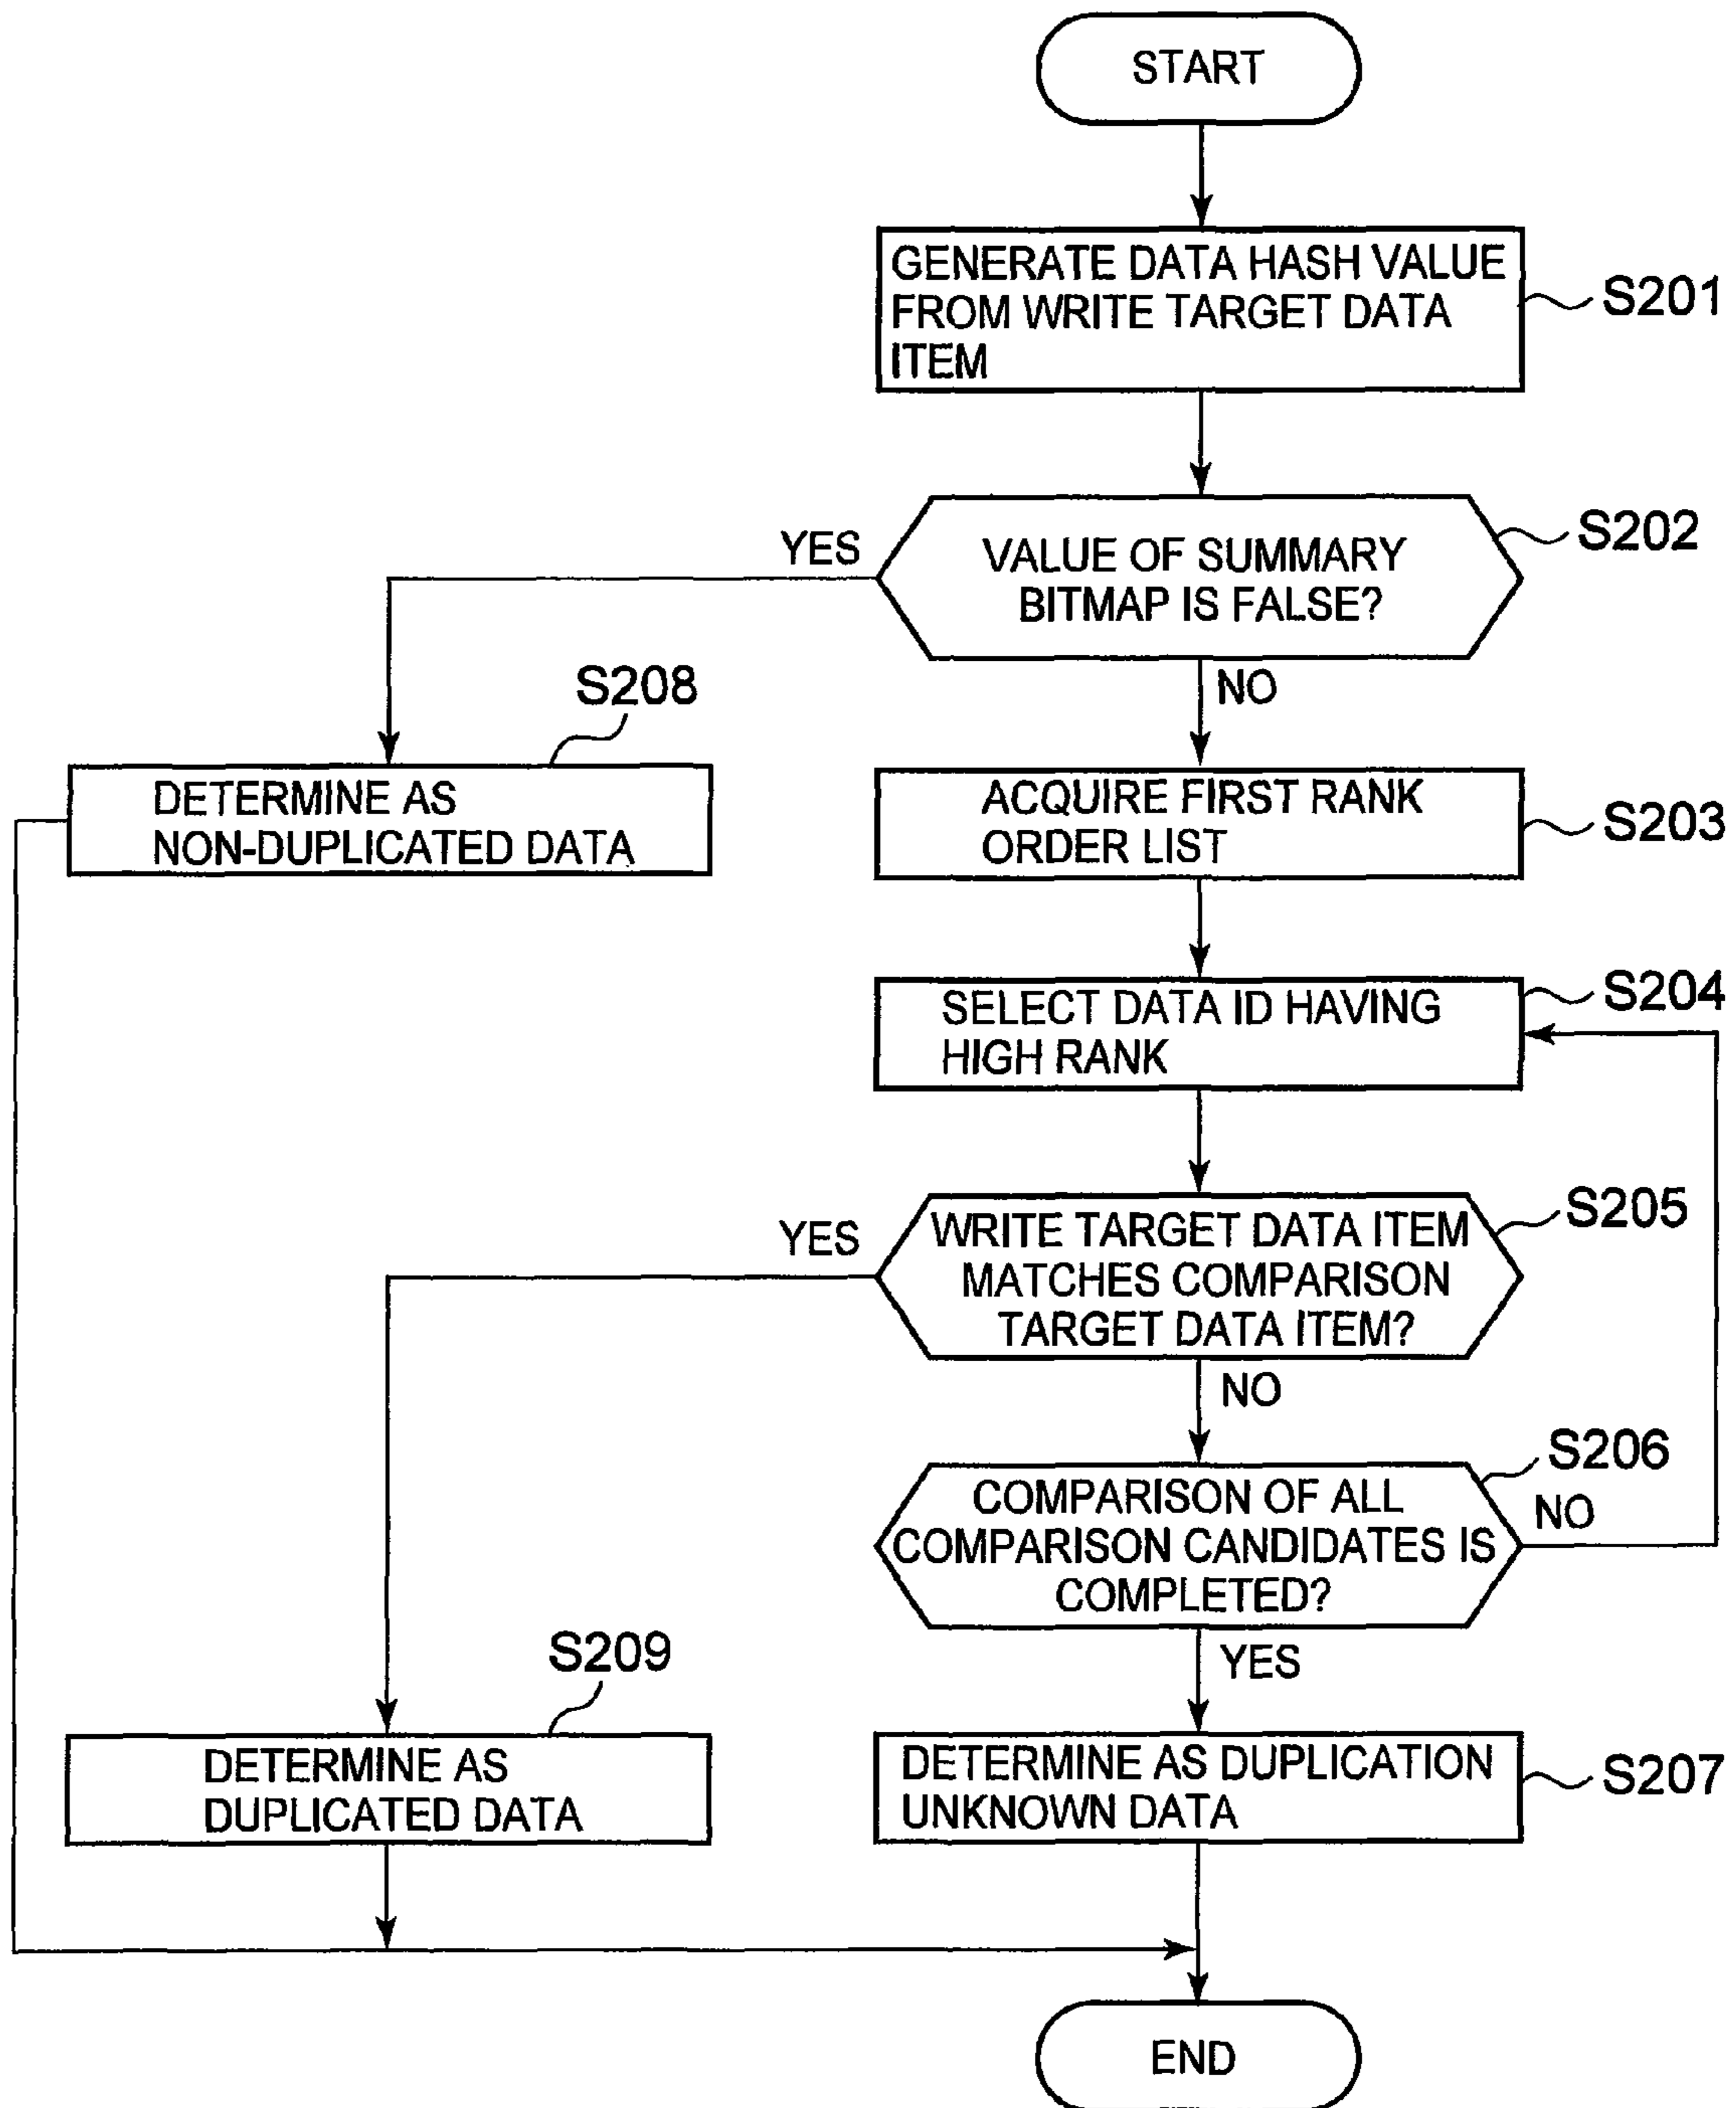 START
GENERATE DATA HASH VALUE
FROM WRITE TARGET DATA
ITEM
S201
VALUE OF SUMMARY
BITMAP IS FALSE?
S202
YES
NO
S208
DETERMINE AS
NON-DUPLICATED DATA
ACQUIRE FIRST RANK
ORDER LIST
S203
SELECT DATA ID HAVING
HIGH RANK
S204
WRITE TARGET DATA ITEM
MATCHES COMPARISON
TARGET DATA ITEM?
S205
YES
NO
COMPARISON OF ALL
COMPARISON CANDIDATES IS
COMPLETED?
S206
NO
YES
S209
DETERMINE AS
DUPLICATED DATA
DETERMINE AS DUPLICATION
UNKNOWN DATA
S207
END